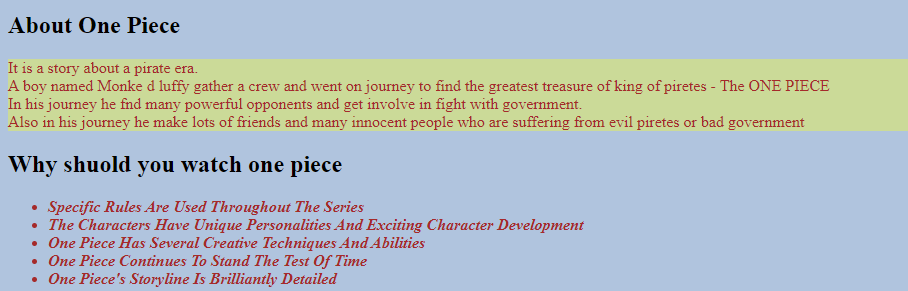 About One Piece
It is a story about a pirate era.
A boy named Monke d luffy gather a crew and went on journey to find the greatest treasure of king of piretes - The ONE PIECE
In his journey he fnd many powerful opponents and get involve in fight with government.
Also in his journey he make lots of friends and many innocent people who are suffering from evil piretes or bad government
Why shuold you watch one piece
• Specific Rules Are Used Throughout The Series
• The Characters Have Unique Personalities And Exciting Character Development
• One Piece Has Several Creative Techniques And Abilities
• One Piece Continues To Stand The Test Of Time
• One Piece's Storyline Is Brilliantly Detailed